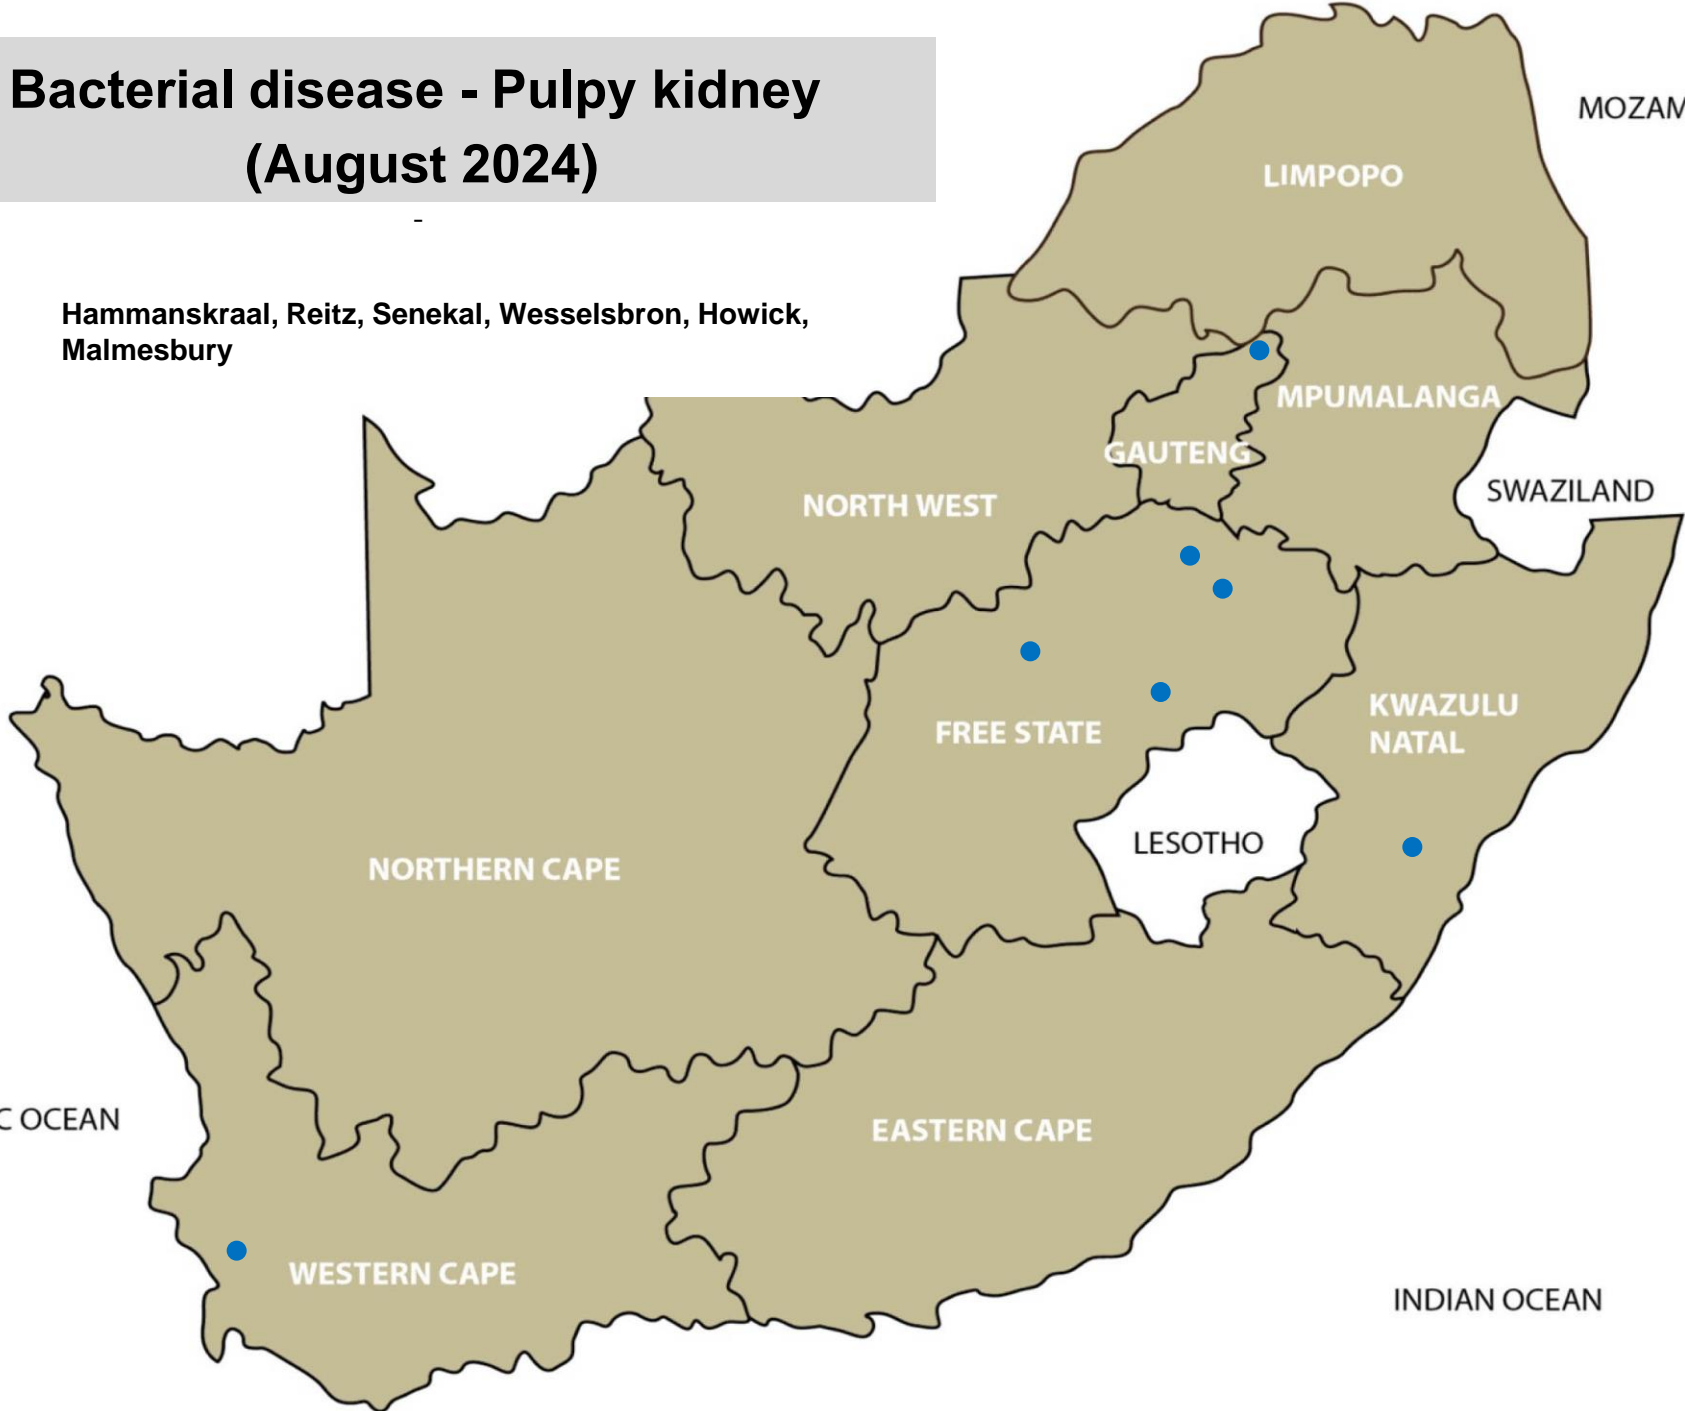 Bacterial disease - Pulpy kidney
(August 2024)
-
Hammanskraal, Reitz, Senekal, Wesselsbron, Howick,
Malmesbury
MOZAM
LIMPOPO
MPUMALANGA
GAUTENG
SWAZILAND
NORTH WEST
KWAZULU
NATAL
FREE STATE
LESOTHO
NORTHERN CAPE
C OCEAN
EASTERN CAPE
WESTERN CAPE
INDIAN OCEAN